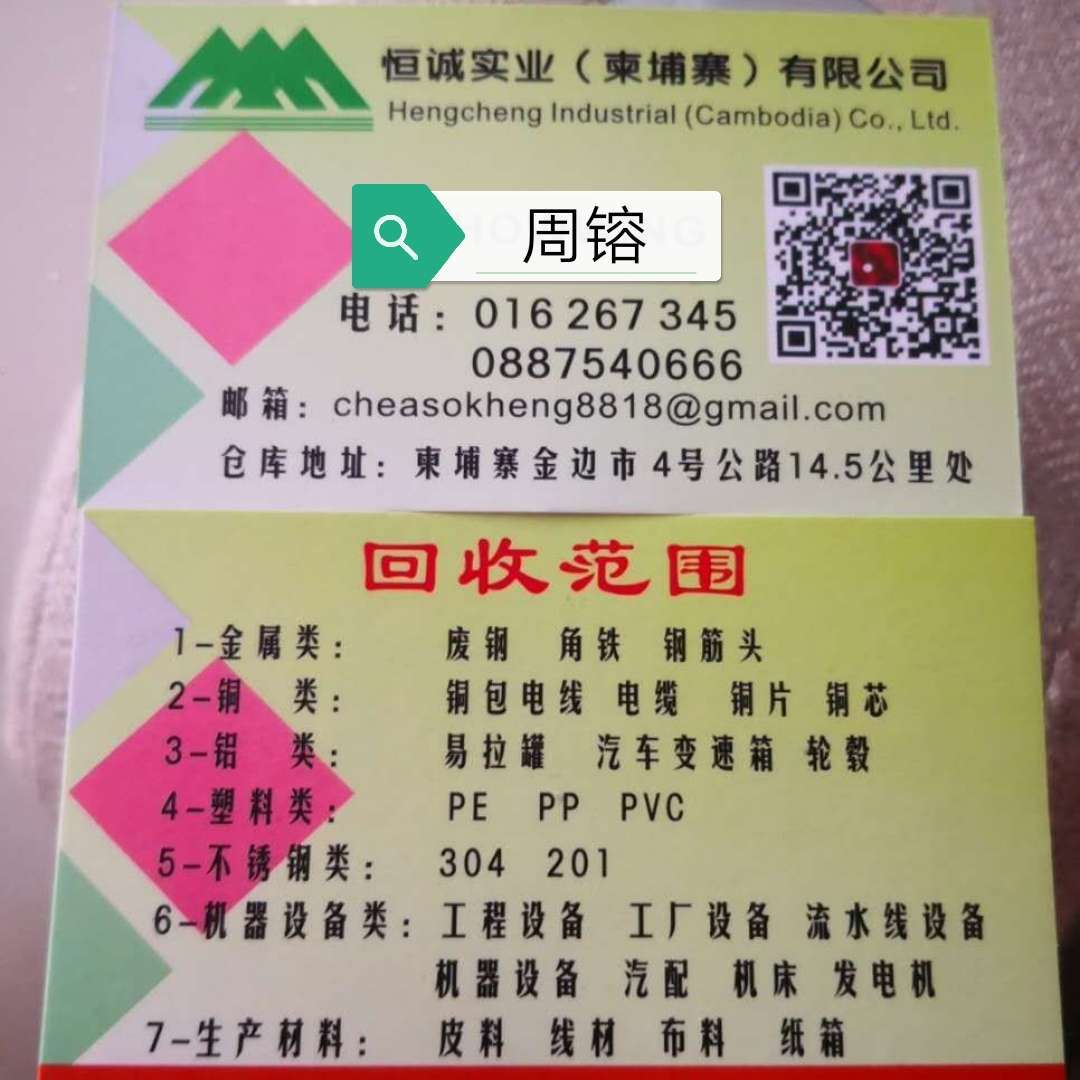 恒诚实业（柬埔寨）有限公司
Hengcheng Industrial (Cambodia) Co., Ltd.
周镕
电话：016 267 345
0887540666
邮箱：cheasokheng8818@gmail.com
仓库地址：柬埔寨金边市4号公路14.5公里处
回收范围
1-金属类： 废钢 角铁 钢筋头
2-铜 类： 铜包电线 电缆 铜片 铜芯
3-铝 类： 易拉罐 汽车变速箱 轮毂
4-塑料类： PE PP PVC
5-不锈钢类： 304 201
6-机器设备类：工程设备 工厂设备 流水线设备
机器设备 汽配 机床 发电机
7-生产材料： 皮料 线材 布料 纸箱